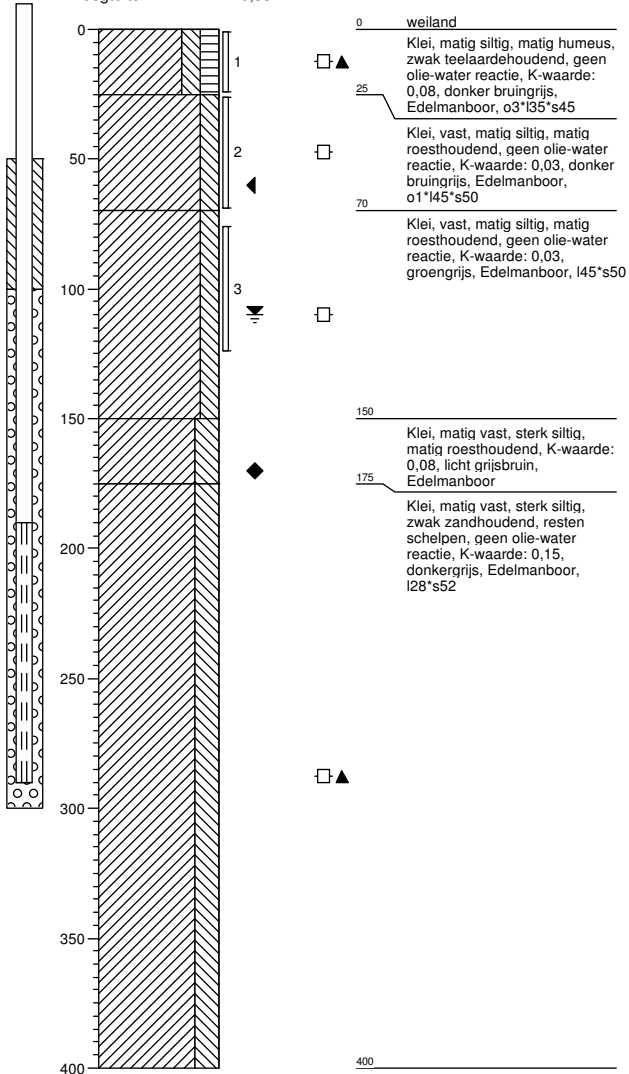 0
50
100
150
200
250
300
350
400
1
2
3
0 weiland
Klei, matig siltig, matig humeus,
zwak teelaardehoudend, geen
olie-water reactie, K-waarde:
0,08, donker bruingrijs,
Edelmanboor, o3*l35*s45
25
Klei, vast, matig siltig, matig
roesthoudend, geen olie-water
reactie, K-waarde: 0,03, donker
bruingrijs, Edelmanboor,
o1*l45*s50
70
Klei, vast, matig siltig, matig
roesthoudend, geen olie-water
reactie, K-waarde: 0,03,
groengrijs, Edelmanboor, l45*s50
150
Klei, matig vast, sterk siltig,
matig roesthoudend, K-waarde:
0,08, licht grijsbruin,
Edelmanboor
175
Klei, matig vast, sterk siltig,
zwak zandhoudend, resten
schelpen, geen olie-water
reactie, K-waarde: 0,15,
donkergrijs, Edelmanboor,
l28*s52
400